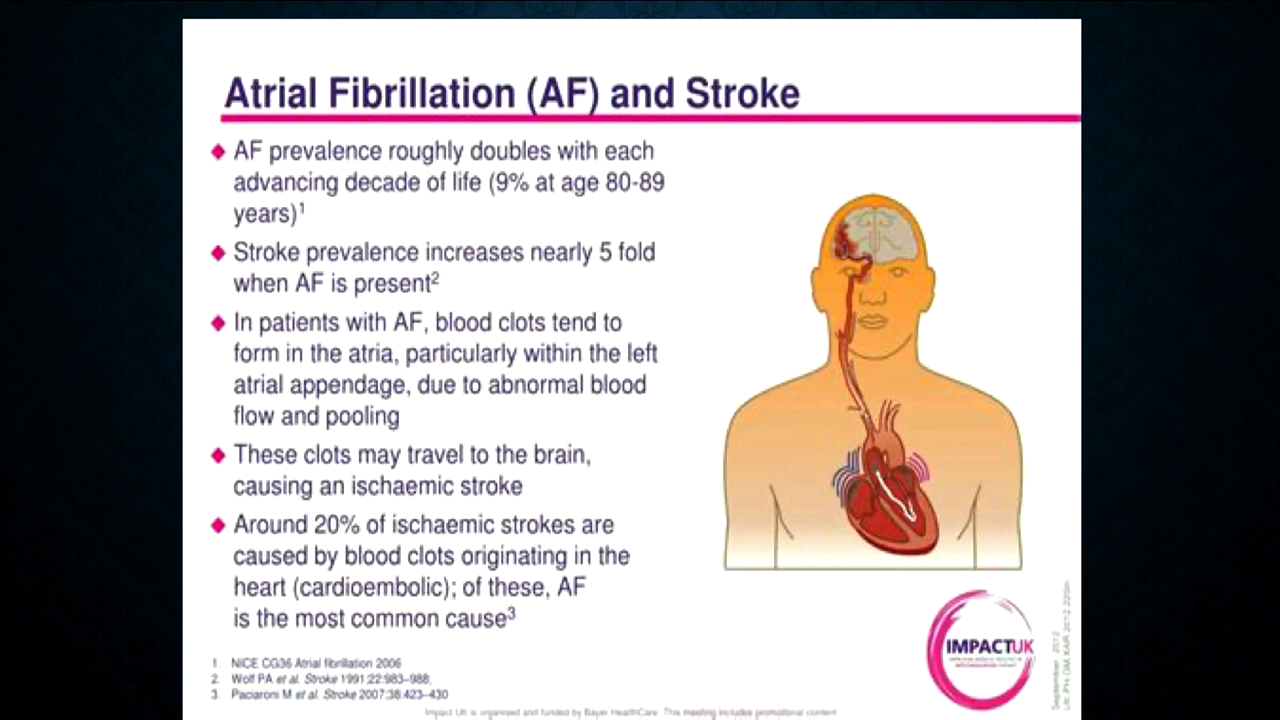 Atrial Fibrillation (AF) and Stroke
AF prevalence roughly doubles with each
advancing decade of life (9% at age 80-89
years)1
Stroke prevalence increases nearly 5 fold
when AF is present2
In patients with AF, blood clots tend to
form in the atria, particularly within the left
atrial appendage, due to abnormal blood
flow and pooling
These clots may travel to the brain,
causing an ischaemic stroke
Around 20% of ischaemic strokes are
caused by blood clots originating in the
heart (cardioembolic); of these, AF
is the most common cause3
1. NICE CG36 Atrial fibrillation 2006
2. Wolf PA et al. Stroke 1991;22:983–988;
3. Paciaroni M et al. Stroke 2007;38:423–430
IMPACTUK
September 2012
Impact UK is organised and funded by Bayer HealthCare. This meeting includes promotional content